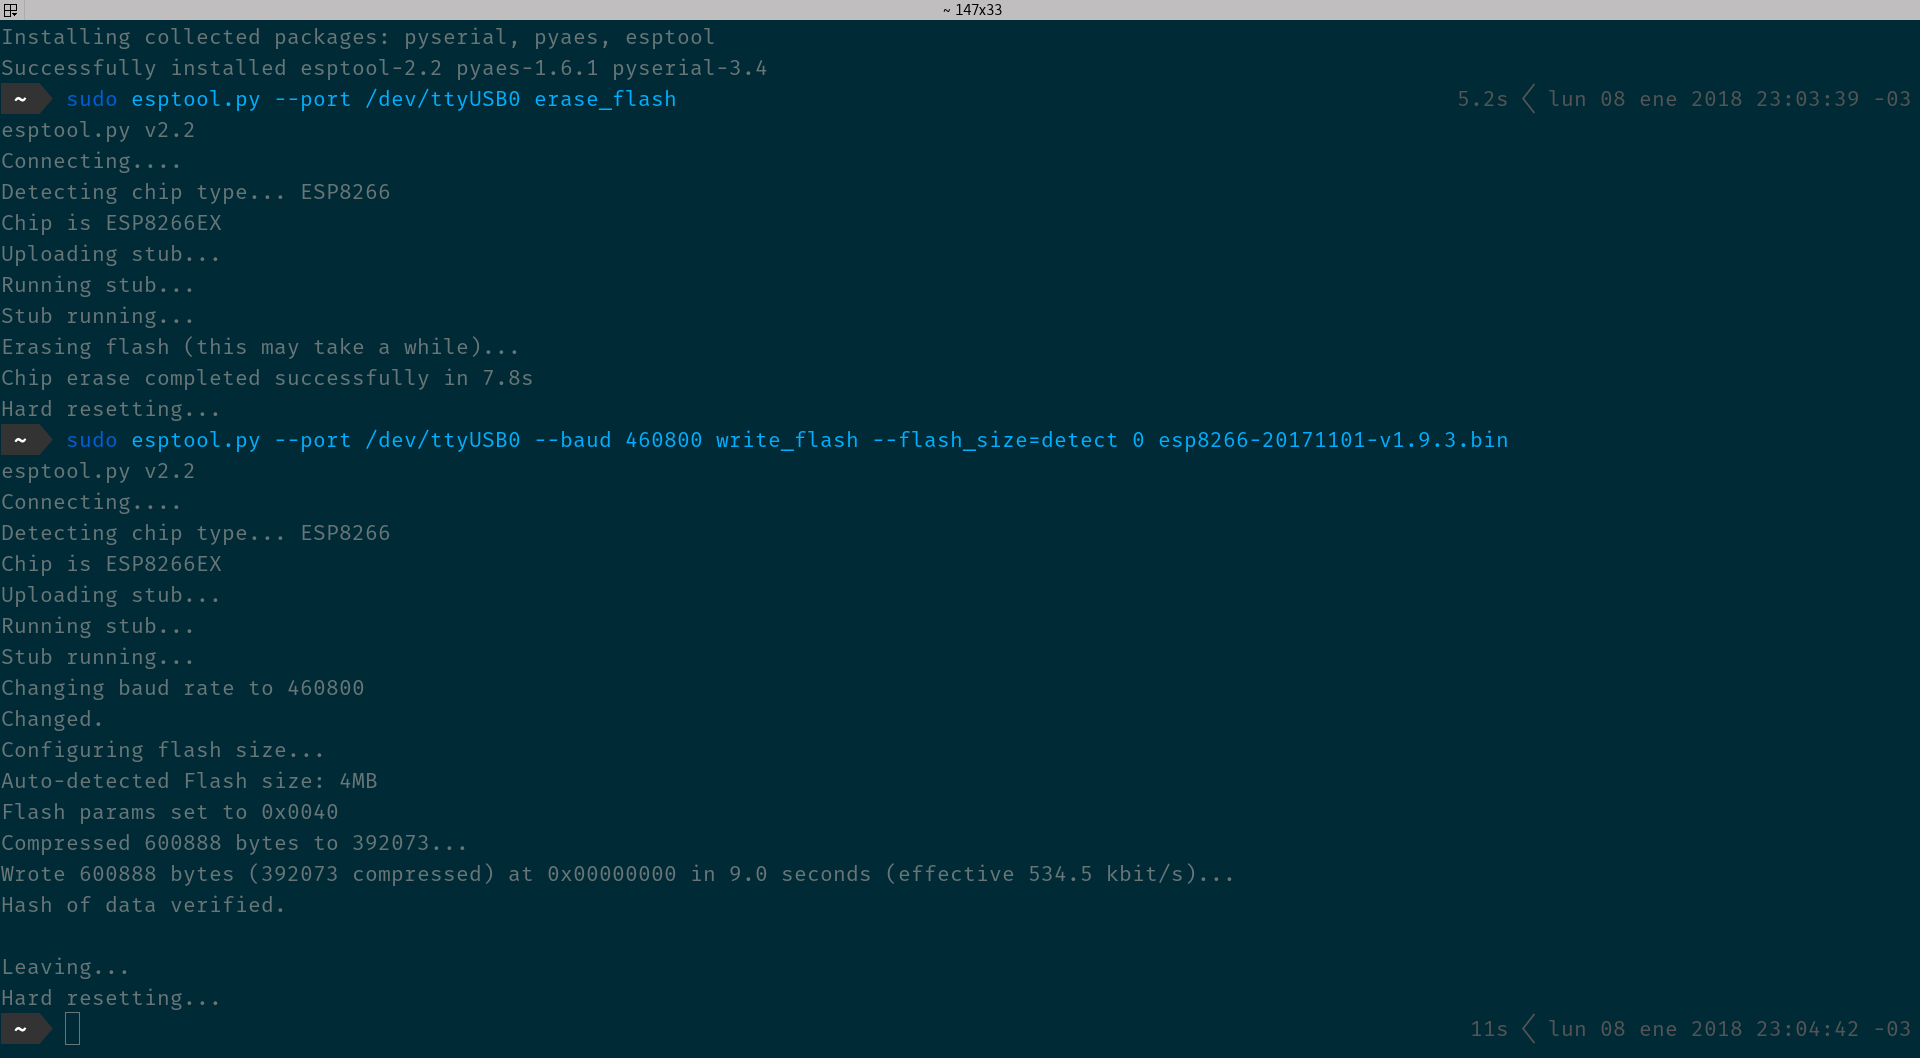 ~ 147x33
Installing collected packages: pyserial, pyaes, esptool
Successfully installed esptool-2.2 pyaes-1.6.1 pyserial-3.4
~ sudo esptool.py --port /dev/ttyUSB0 erase_flash 5.2s lun 08 ene 2018 23:03:39 -03
esptool.py v2.2
Connecting....
Detecting chip type... ESP8266
Chip is ESP8266EX
Uploading stub...
Running stub...
Stub running...
Erasing flash (this may take a while)...
Chip erase completed successfully in 7.8s
Hard resetting...
~ sudo esptool.py --port /dev/ttyUSB0 --baud 460800 write_flash --flash_size=detect 0 esp8266-20171101-v1.9.3.bin
esptool.py v2.2
Connecting....
Detecting chip type... ESP8266
Chip is ESP8266EX
Uploading stub...
Running stub...
Stub running...
Changing baud rate to 460800
Changed.
Configuring flash size...
Auto-detected Flash size: 4MB
Flash params set to 0x0040
Compressed 600888 bytes to 392073...
Wrote 600888 bytes (392073 compressed) at 0x00000000 in 9.0 seconds (effective 534.5 kbit/s)...
Hash of data verified.

Leaving...
Hard resetting...
~ 11s lun 08 ene 2018 23:04:42 -03